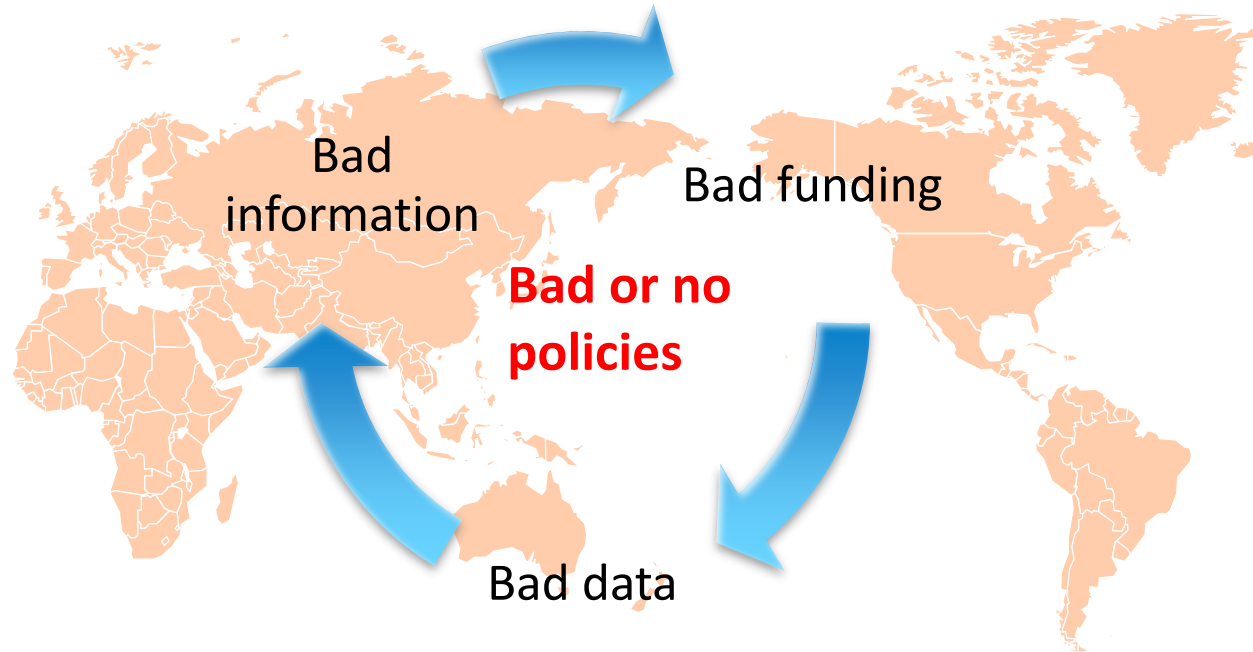 Bad
information
Bad funding
Bad or no
policies
Bad data